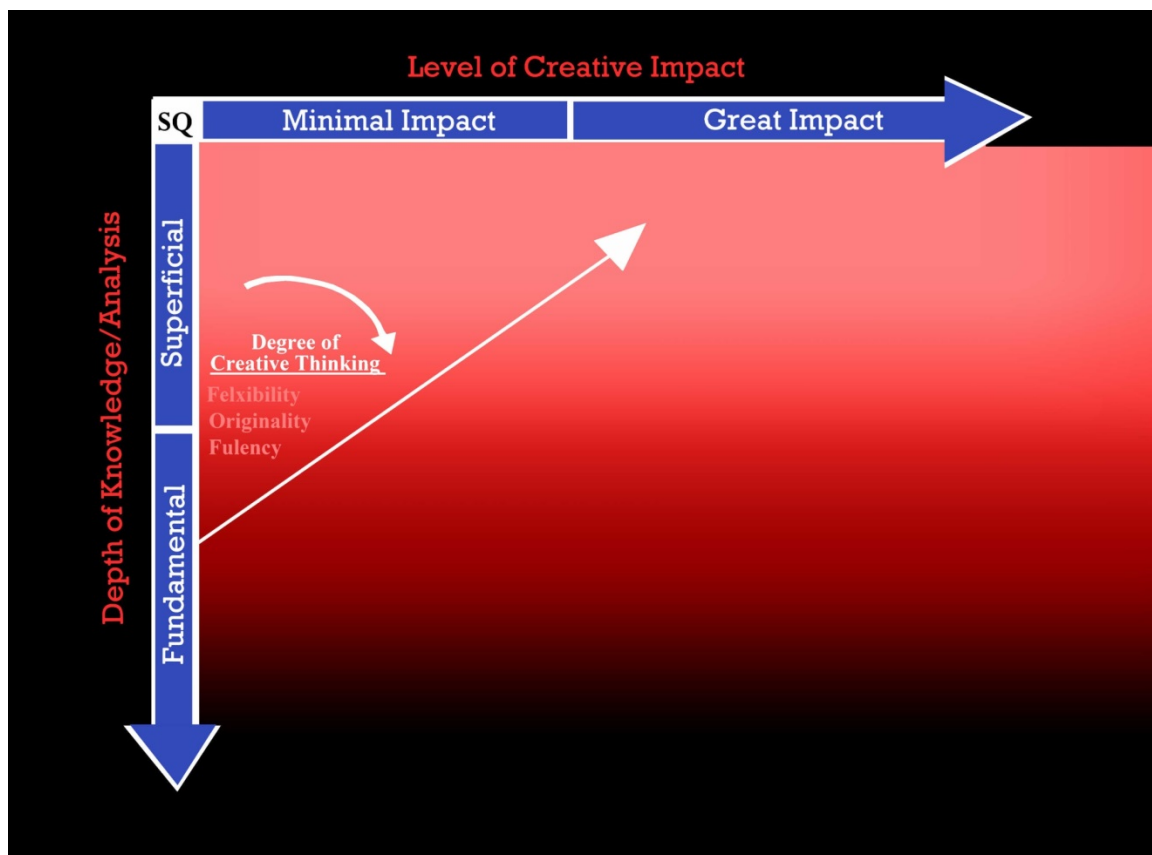 Level of Creative Impact
SQ
Minimal Impact
Great Impact
Depth of Knowledge/Analysis
Superficial
Fundamental
Degree of
Creative Thinking
Felxibility
Originality
Fulency